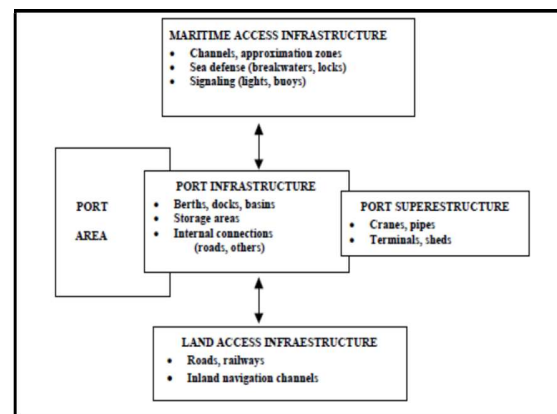 MARITIME ACCESS INFRASTRUCTURE
• Channels, approximation zones
• Sea defense (breakwaters, locks)
• Signaling (lights, buoys)
PORT
AREA
PORT INFRASTRUCTURE
• Berths, docks, basins
• Storage areas
• Internal connections
(roads, others)
PORT SUPERESTRUCTURE
• Cranes, pipes
• Terminals, sheds
LAND ACCESS INFRAESTRUCTURE
• Roads, railways
• Inland navigation channels